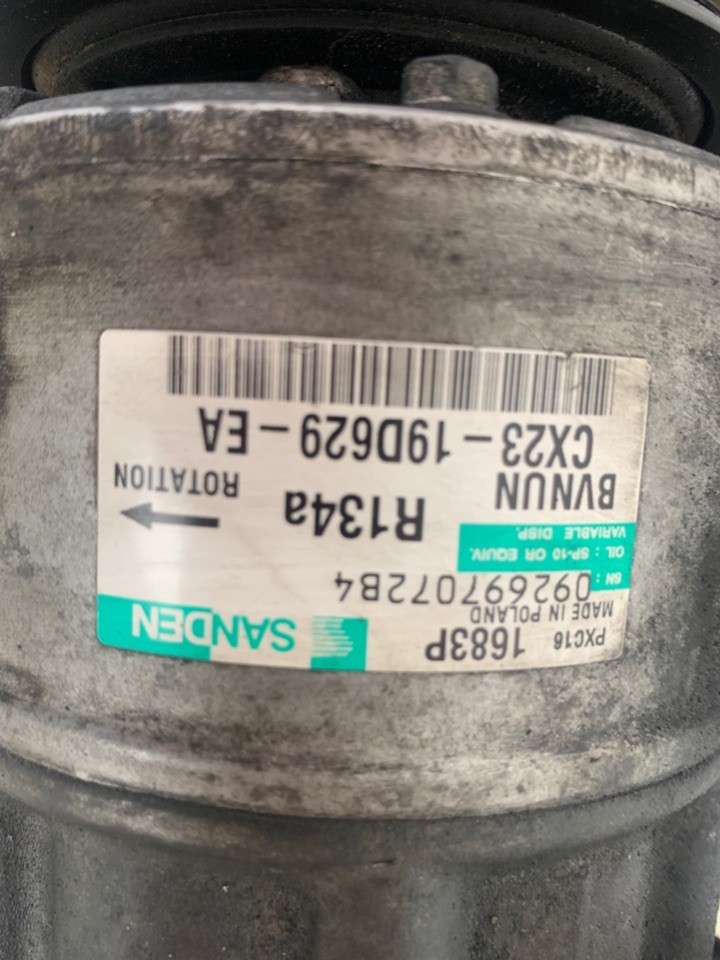 SANDEN
PXC16 1683P
MADE IN POLAND
SN: 092697072B4
OIL : SP-10 OR EQUIV.
VARIABLE DISP.
R134a
BVNUN
ROTATION
CX23-19D629-EA